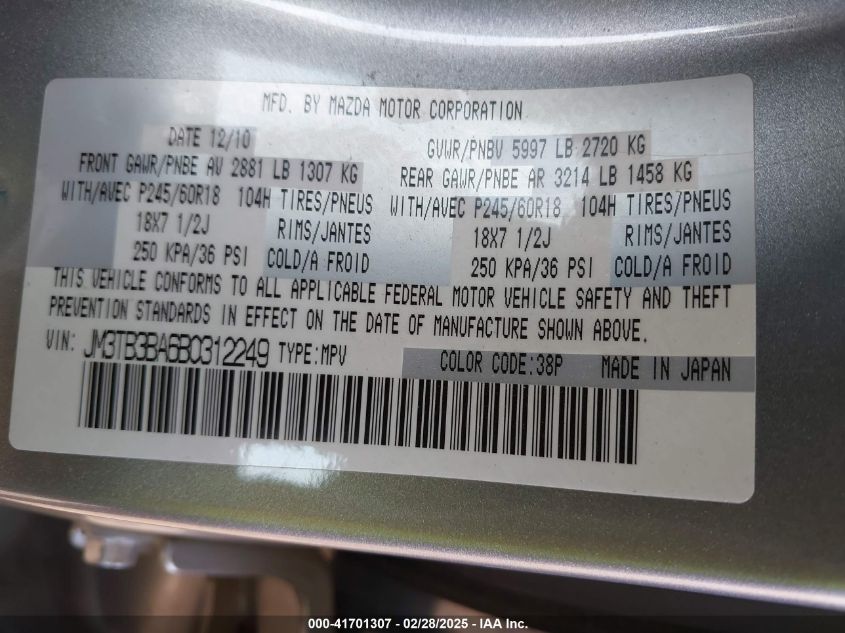 MFD. BY MAZDA MOTOR CORPORATION
DATE 12/10 GVWR/PNBV 5997 LB 2720 KG
FRONT GAWR/PNBE AV 2881 LB 1307 KG REAR GAWR/PNBE AR 3214 LB 1458 KG
WITH/AVEC P245/60R18 104H TIRES/PNEUS WITH/AVEC P245/60R18 104H TIRES/PNEUS
18X7 1/2J RIMS/JANTES 18X7 1/2J RIMS/JANTES
250 KPA/36 PSI COLD/A FROID 250 KPA/36 PSI COLD/A FROID
THIS VEHICLE CONFORMS TO ALL APPLICABLE FEDERAL MOTOR VEHICLE SAFETY AND THEFT
PREVENTION STANDARDS IN EFFECT ON THE DATE OF MANUFACTURE SHOWN ABOVE.
VIN: JM3TB3BA6B0312249 TYPE:MPV COLOR CODE:38P MADE IN JAPAN
000-41701307 / 02/28/2025 - IAA Inc.